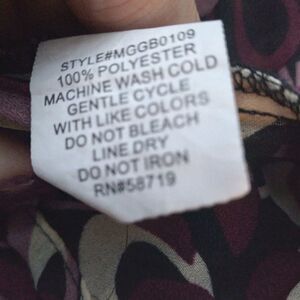 STYLE#MGGB0109
100% POLYESTER
MACHINE WASH COLD
GENTLE CYCLE
WITH LIKE COLORS
DO NOT BLEACH
LINE DRY
DO NOT IRON
RN#58719